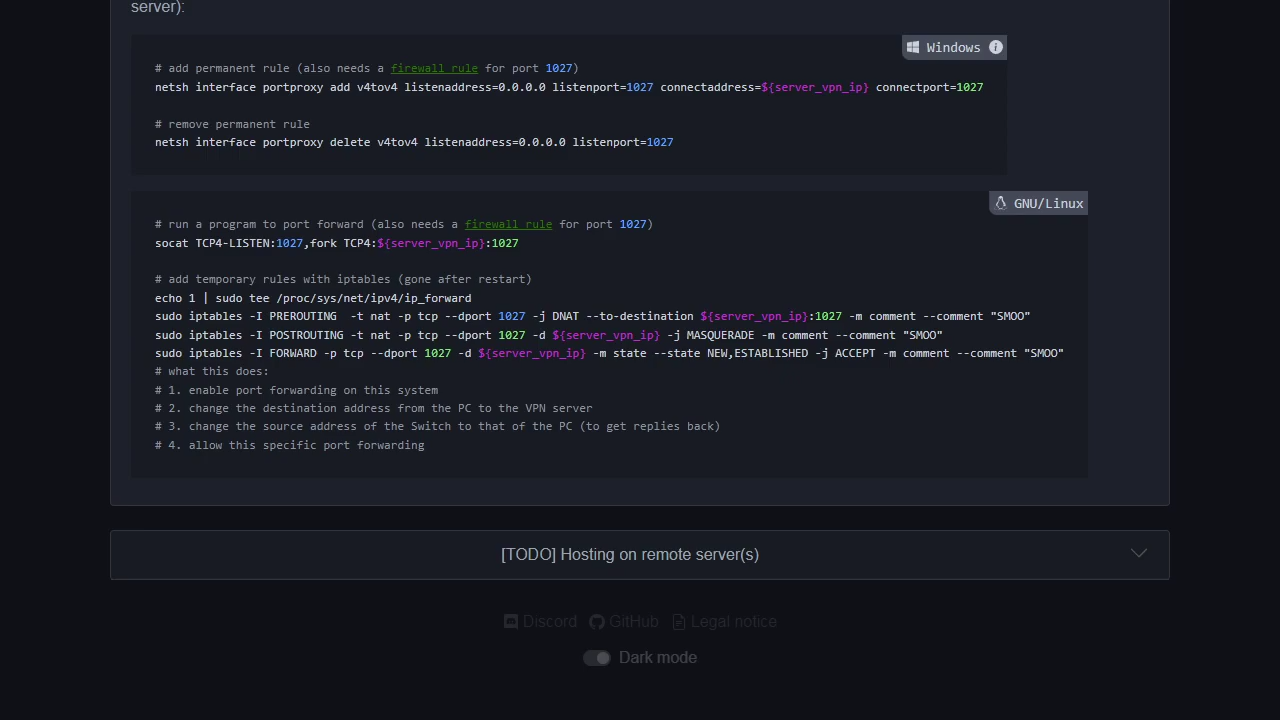 server):
Windows
# add permanent rule (also needs a firewall rule for port 1027)
netsh interface portproxy add v4tov4 listenaddress=0.0.0.0 listenport=1027 connectaddress=${server_vpn_ip} connectport=1027
# remove permanent rule
netsh interface portproxy delete v4tov4 listenaddress=0.0.0.0 listenport=1027
GNU/Linux
# run a program to port forward (also needs a firewall rule for port 1027)
socat TCP4-LISTEN:1027,fork TCP4:${server_vpn_ip}:1027
# add temporary rules with iptables (gone after restart)
echo 1 | sudo tee /proc/sys/net/ipv4/ip_forward
sudo iptables -I PREROUTING  -t nat -p tcp --dport 1027 -j DNAT --to-destination ${server_vpn_ip}:1027 -m comment --comment "SMOO"
sudo iptables -I POSTROUTING -t nat -p tcp --dport 1027 -d ${server_vpn_ip} -j MASQUERADE -m comment --comment "SMOO"
sudo iptables -I FORWARD -p tcp --dport 1027 -d ${server_vpn_ip} -m state --state NEW,ESTABLISHED -j ACCEPT -m comment --comment "SMOO"
# what this does:
# 1. enable port forwarding on this system
# 2. change the destination address from the PC to the VPN server
# 3. change the source address of the Switch to that of the PC (to get replies back)
# 4. allow this specific port forwarding
[TODO] Hosting on remote server(s)
Discord GitHub Legal notice
Dark mode